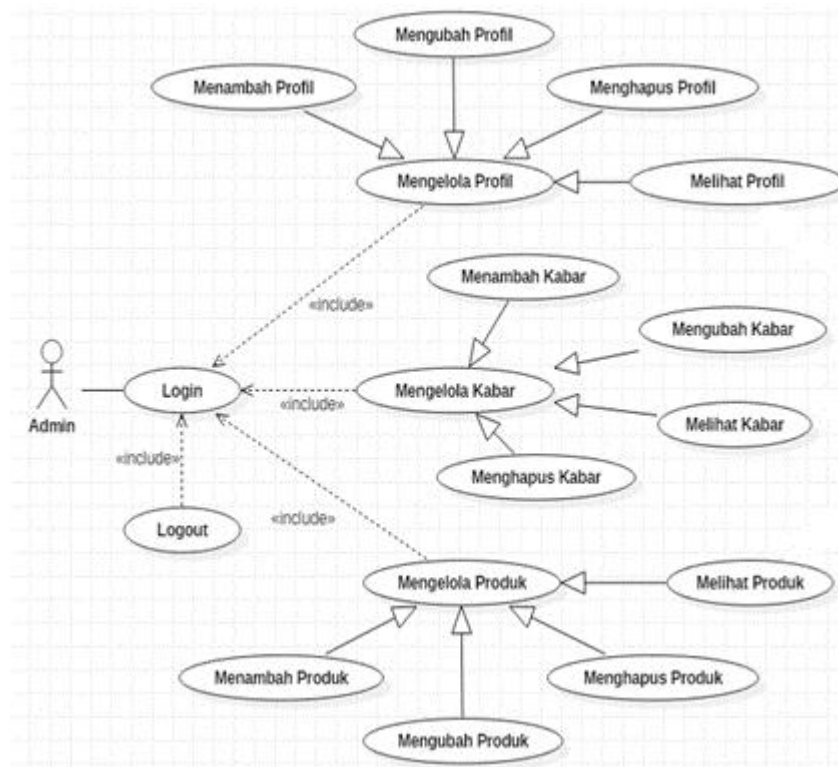 Mengubah Profil
Menambah Profil
Menghapus Profil
Mengelola Profil
Melihat Profil
Menambah Kabar
«include»
Mengubah Kabar
Login
Mengelola Kabar
«include»
Admin
Melihat Kabar
«include»
Menghapus Kabar
Logout
«include»
Mengelola Produk
Melihat Produk
Menambah Produk
Menghapus Produk
Mengubah Produk